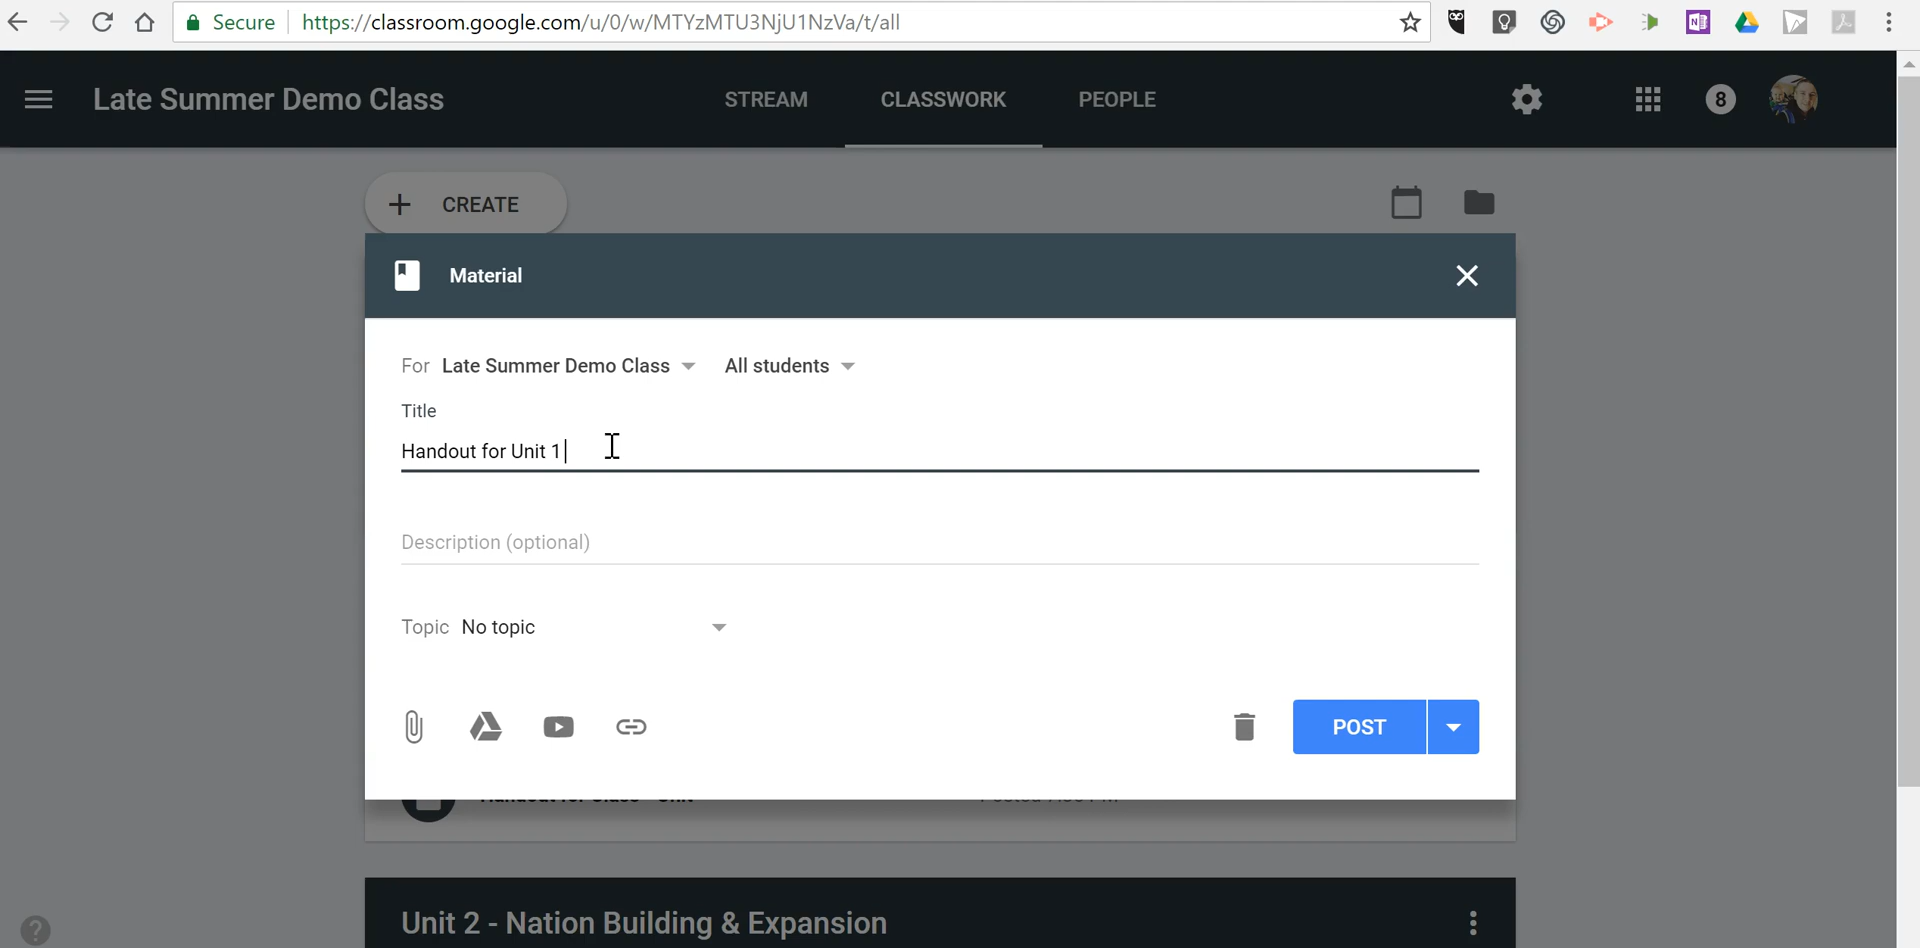 Secure https://classroom.google.com/u/0/w/MTYzMTU3NjU1NzVa/t/all
Late Summer Demo Class STREAM CLASSWORK PEOPLE 8
+ CREATE
Material
For Late Summer Demo Class All students
Title
Handout for Unit 1
Description (optional)
Topic No topic
POST
Unit 2 - Nation Building & Expansion